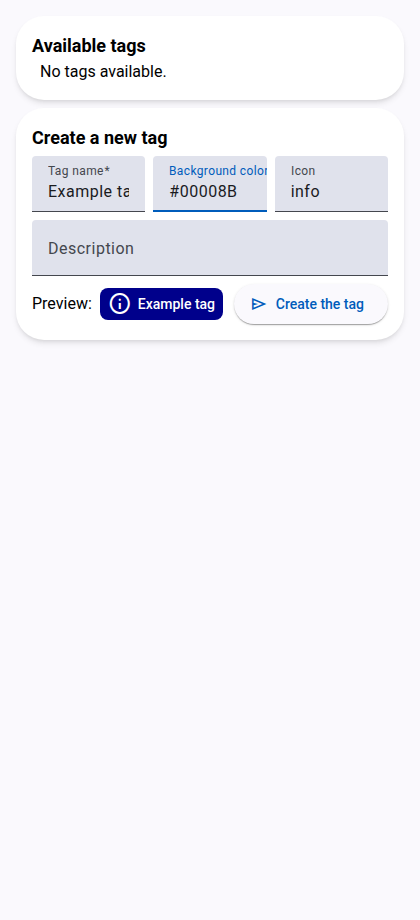 Available tags
No tags available.
Create a new tag
Tag name* Background color Icon
Example ta #00008B info
Description
Preview: Example tag Create the tag